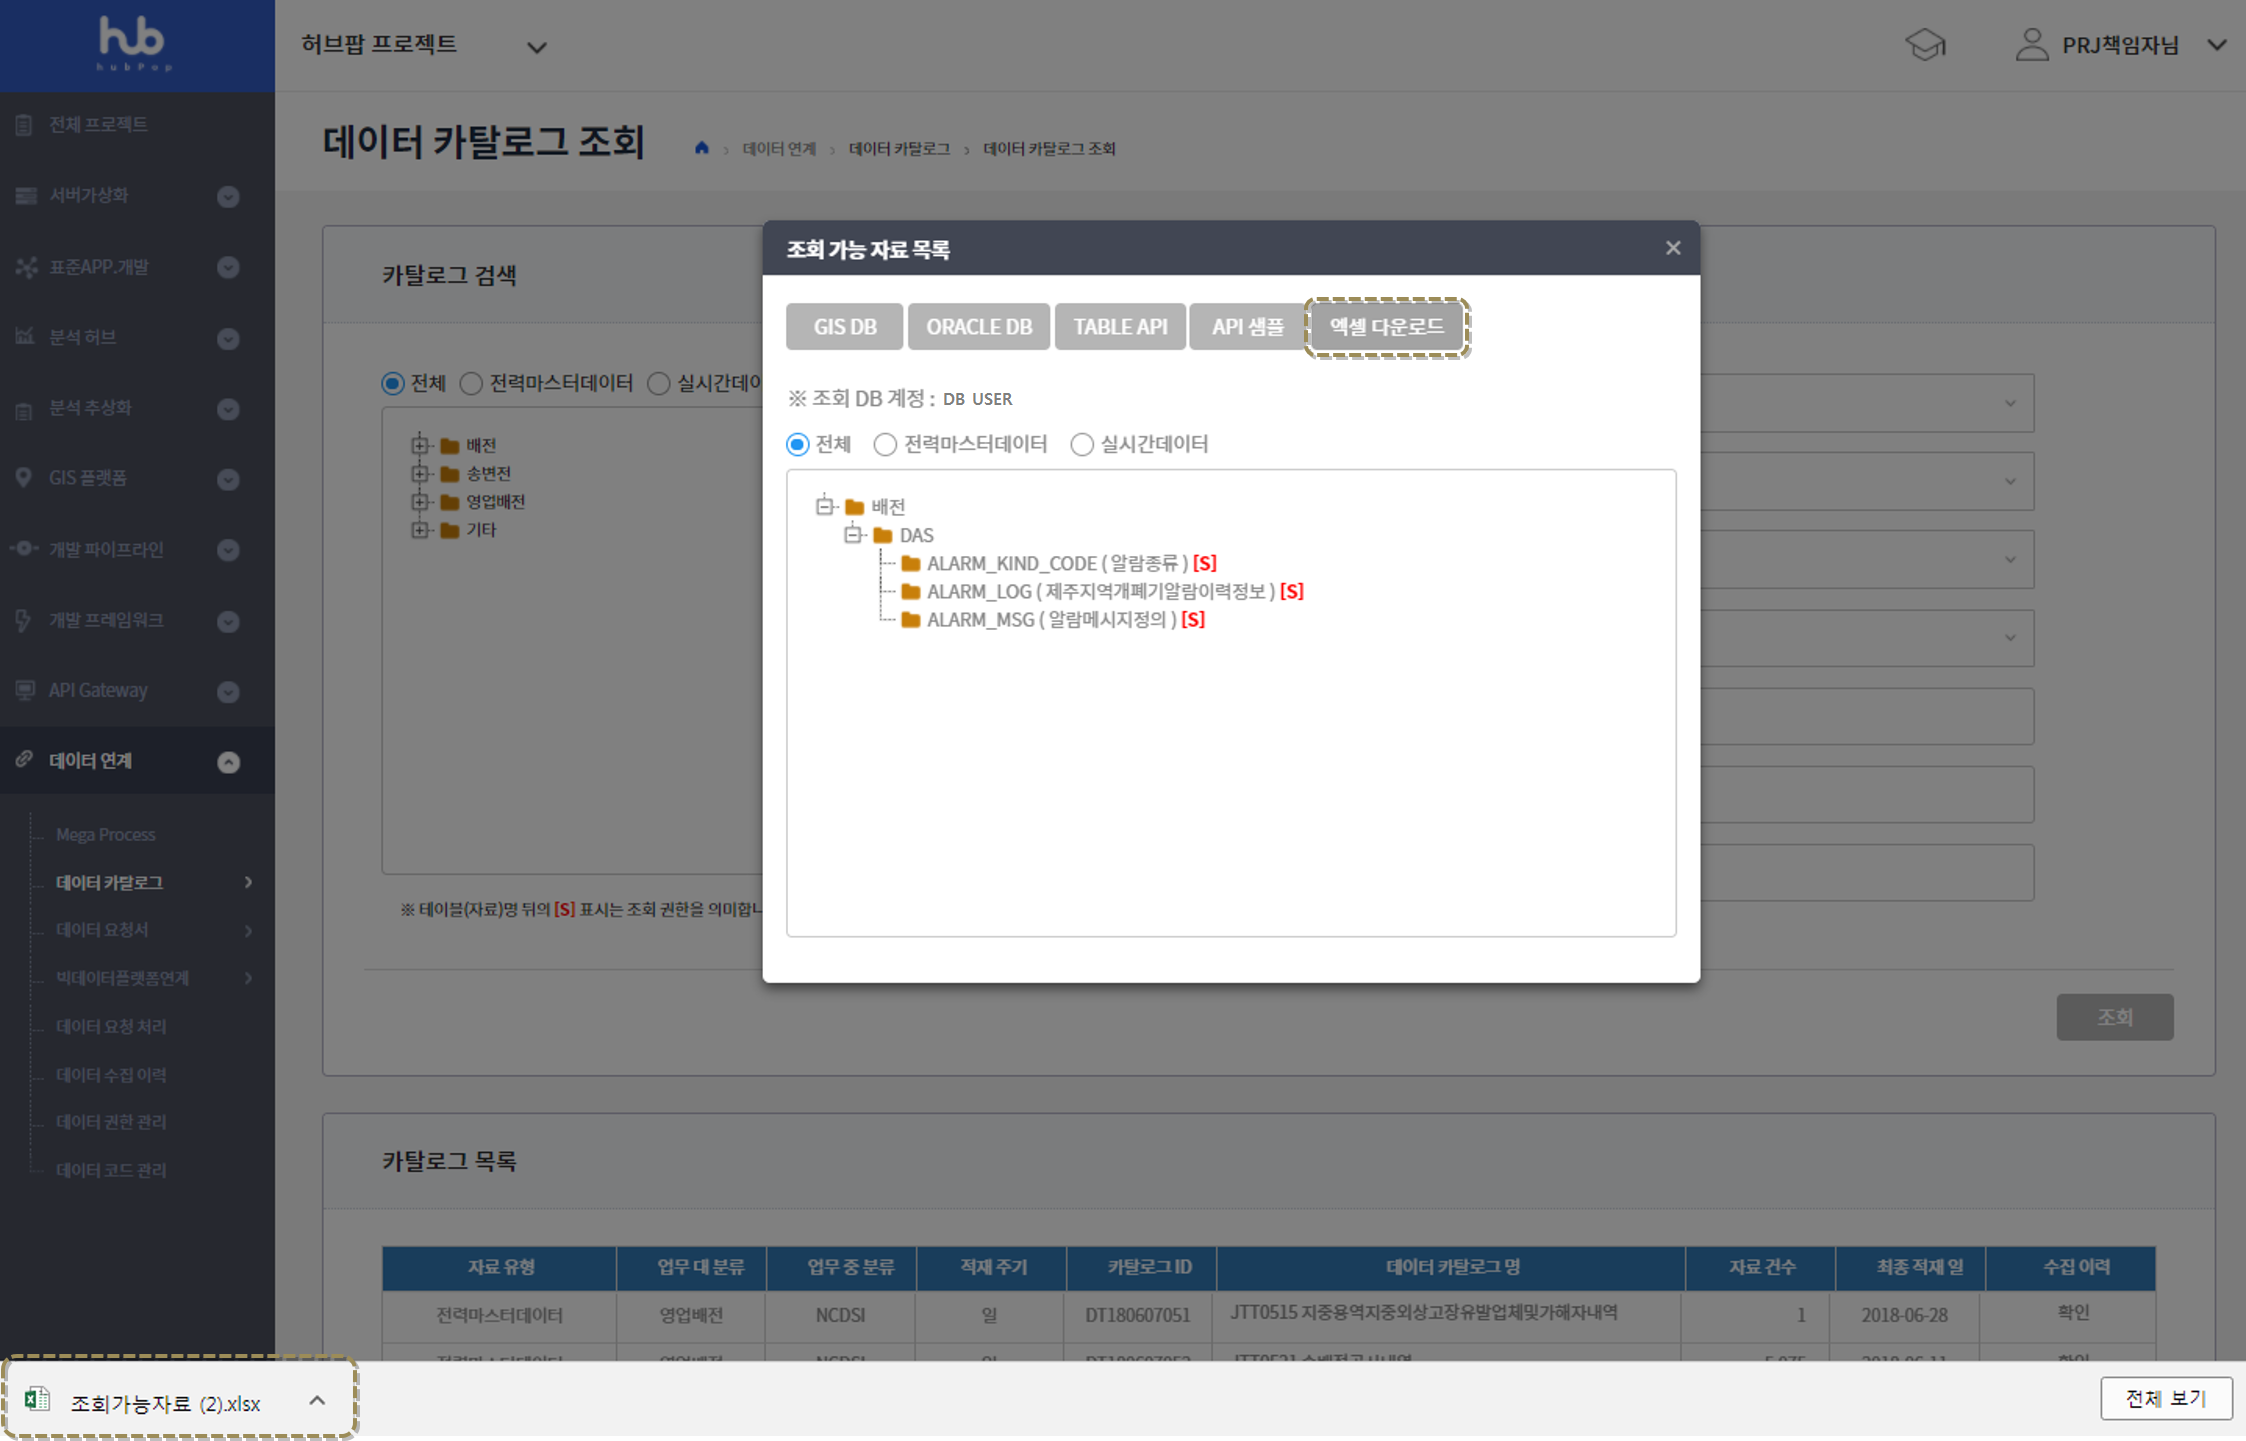 hub
hubPop
허브팝 프로젝트
PRJ책임자님
전체 프로젝트
서버가상화
표준APP.개발
분석 허브
분석 추상화
GIS 플랫폼
개발 파이프라인
개발 프레임워크
API Gateway
데이터 연계
Mega Process
데이터 카탈로그
데이터 요청서
빅데이터플랫폼연계
데이터 요청 처리
데이터 수집 이력
데이터 권한 관리
데이터 코드 관리
데이터 카탈로그 조회
데이터 연계 > 데이터 카탈로그 > 데이터 카탈로그 조회
카탈로그 검색
전체 전력마스터데이터 실시간데이
배전
송변전
영업배전
기타
※ 테이블(자료)명 뒤의 [S] 표시는 조회 권한을 의미합니
조회 가능 자료 목록
GIS DB ORACLE DB TABLE API API 샘플 엑셀 다운로드
※ 조회 DB 계정 : DB USER
전체 전력마스터데이터 실시간데이터
배전
DAS
ALARM_KIND_CODE ( 알람종류 ) [S]
ALARM_LOG ( 제주지역개폐기알람이력정보 ) [S]
ALARM_MSG ( 알람메시지정의 ) [S]
조회
카탈로그 목록
자료 유형 업무 대 분류 업무 중 분류 적재 주기 카탈로그 ID 데이터 카탈로그 명 자료 건수 최종 적재 일 수집 이력
전력마스터데이터 영업배전 NCDSI 일 DT180607051 JTT0515 지중용역지중외상고장유발업체및가해자내역 1 2018-06-28 확인
조회가능자료 (2).xlsx
전체 보기